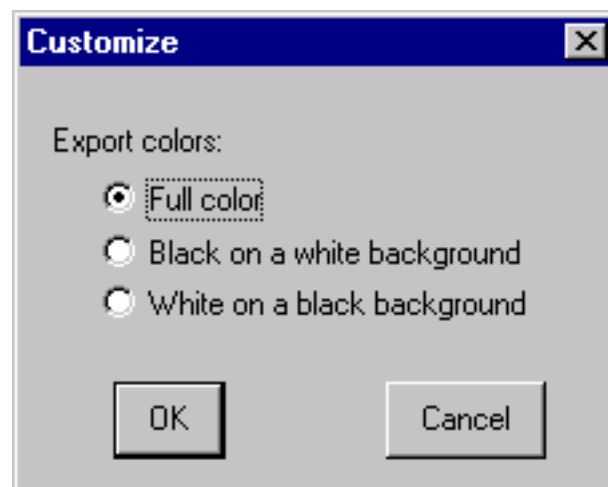 Customize
Export colors:
Full color
Black on a white background
White on a black background
OK
Cancel